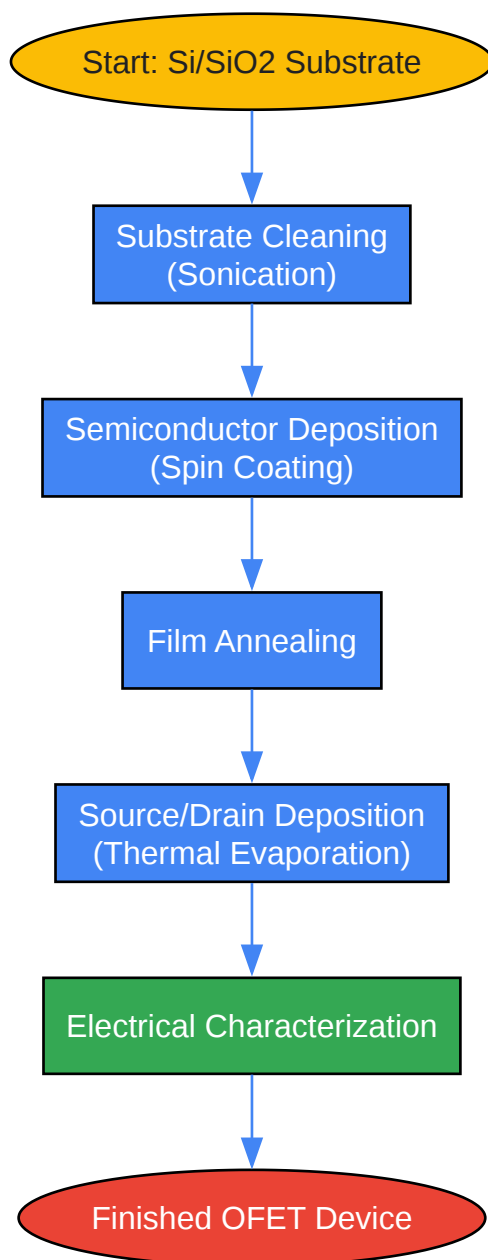 Start: Si/SiO2 Substrate
Substrate Cleaning
(Sonication)
Semiconductor Deposition
(Spin Coating)
Film Annealing
Source/Drain Deposition
(Thermal Evaporation)
Electrical Characterization
Finished OFET Device